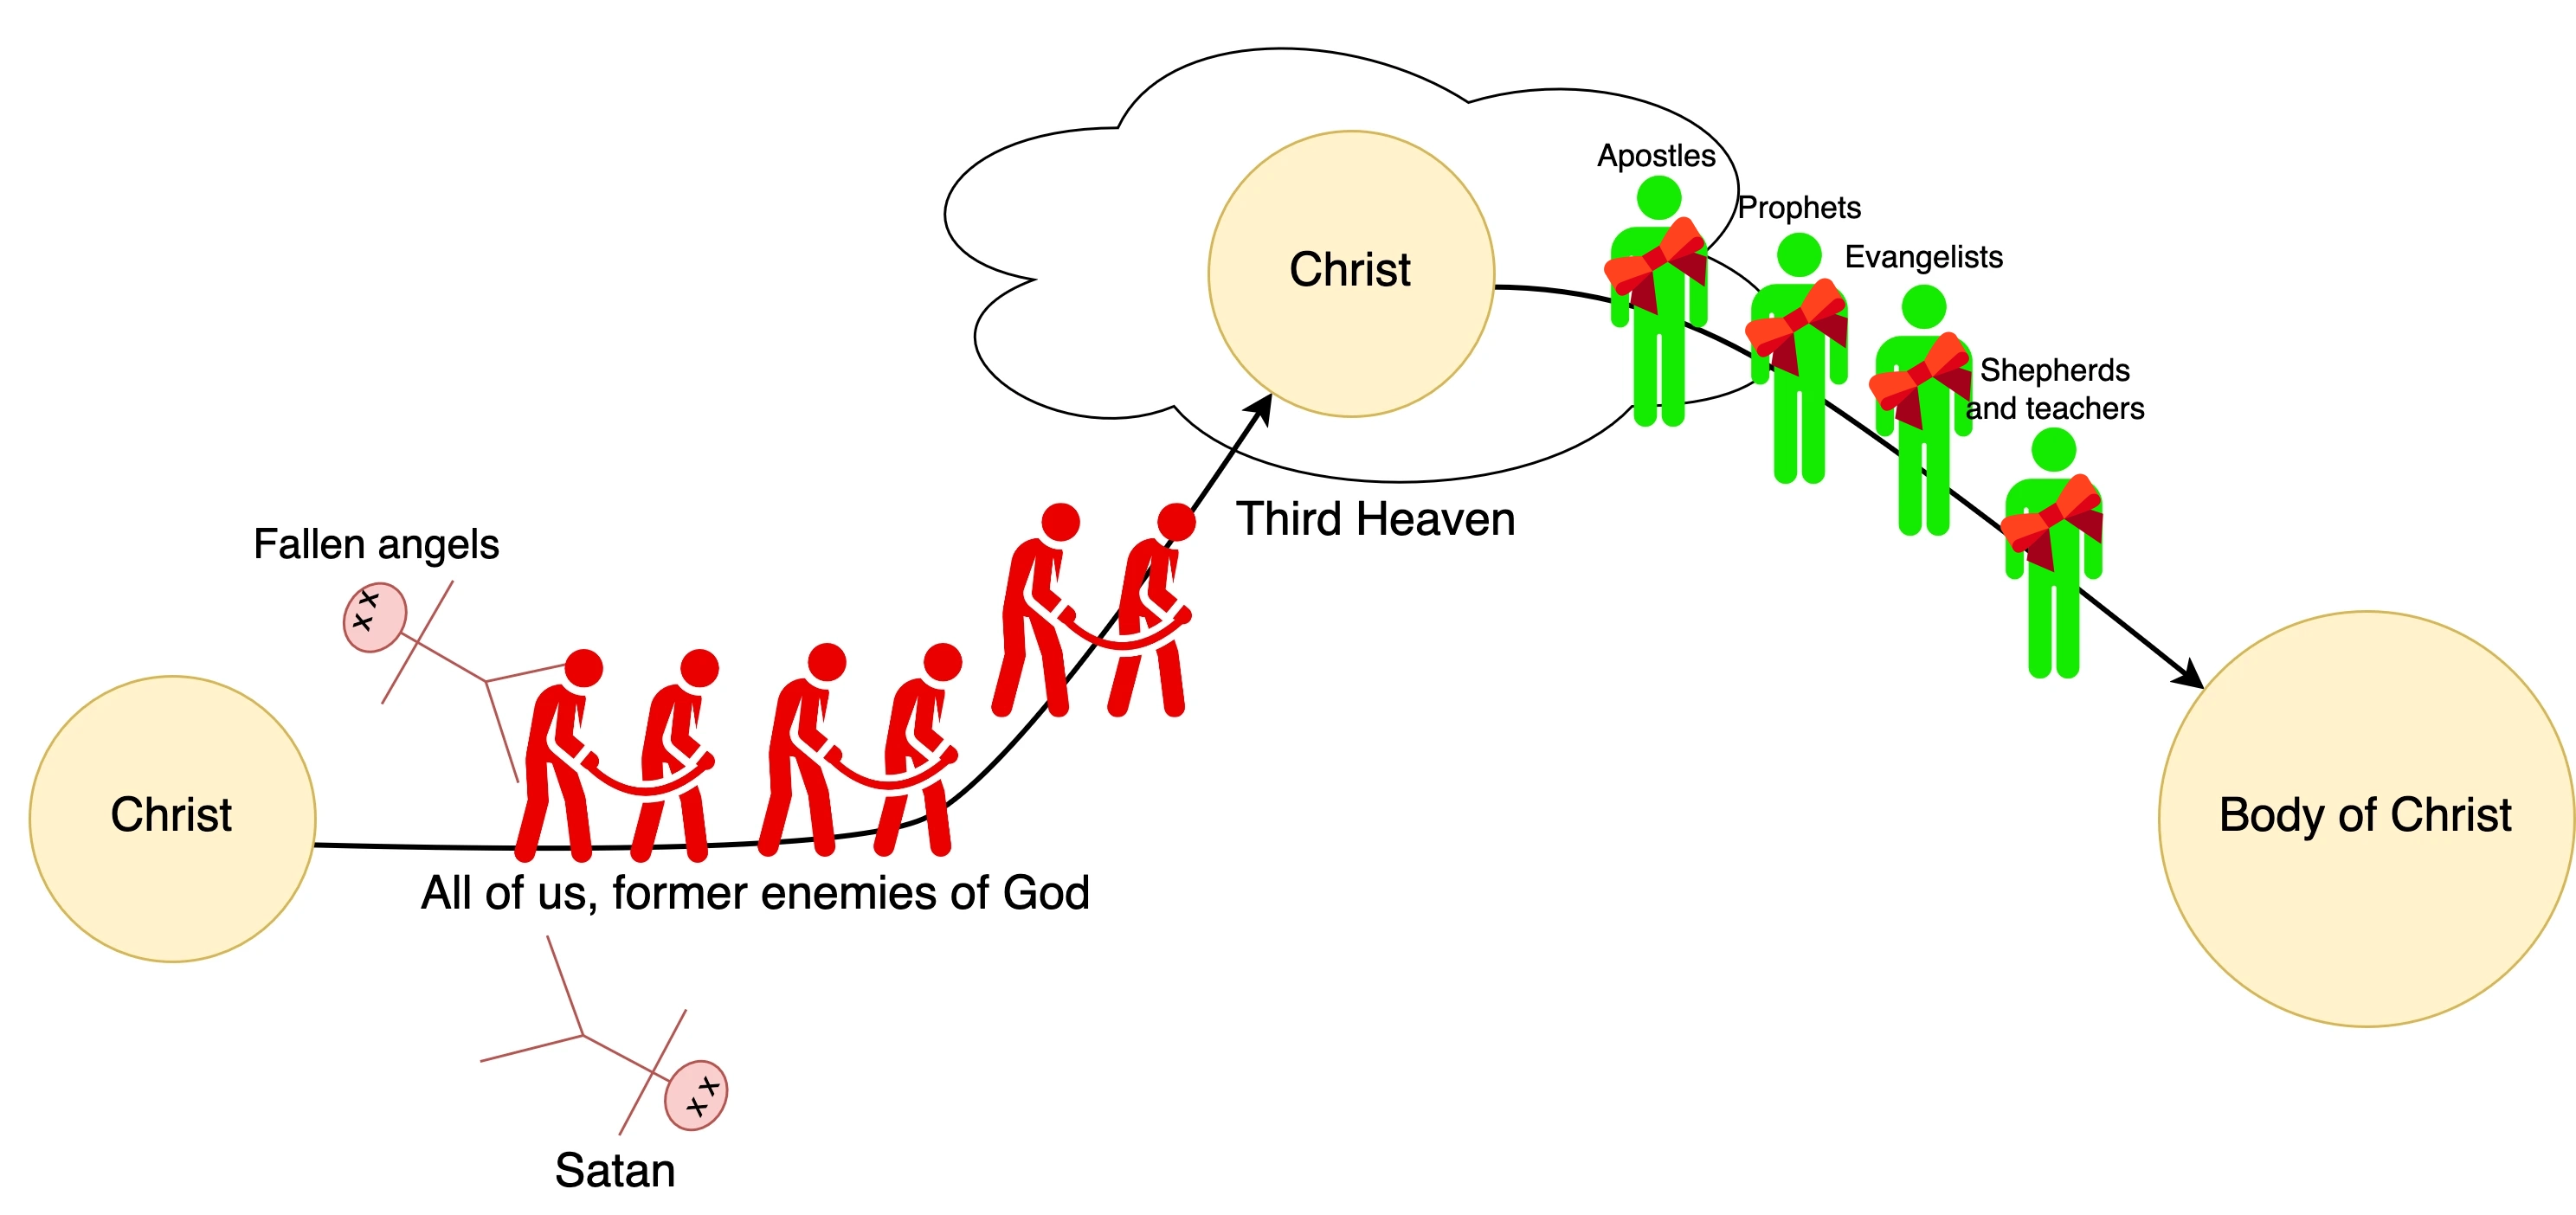 Apostles
Prophets
Evangelists
Christ
Shepherds
and teachers
Third Heaven
Fallen angels
x x
Christ
Body of Christ
All of us, former enemies of God
x x
Satan